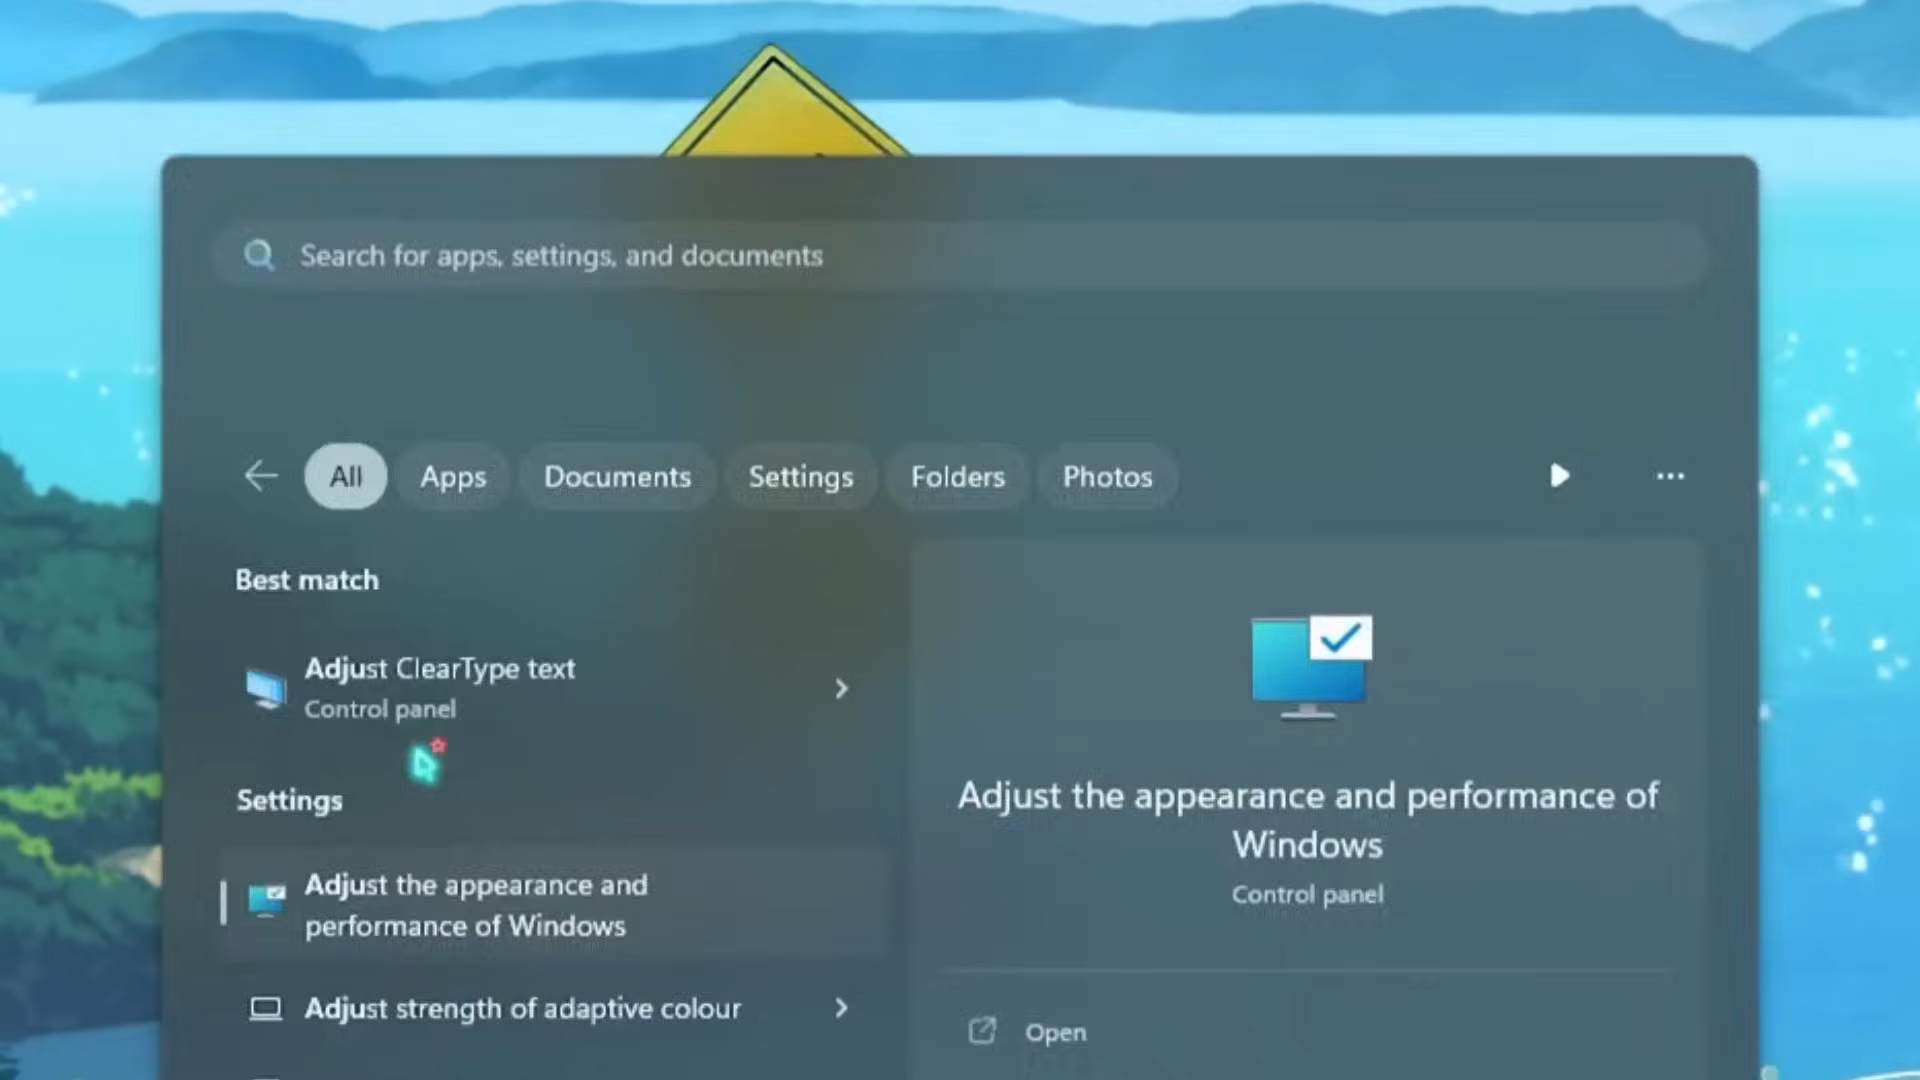 Search for apps, settings, and documents
All Apps Documents Settings Folders Photos
Best match
Adjust ClearType text
Control panel
Settings
Adjust the appearance and
performance of Windows
Adjust strength of adaptive colour
Adjust the appearance and performance of
Windows
Control panel
Open